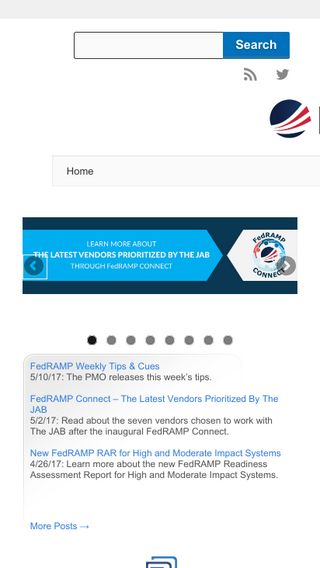 Search
Home
LEARN MORE ABOUT
THE LATEST VENDORS PRIORITIZED BY THE JAB
THROUGH FedRAMP CONNECT
FedRAMP
CONNECT
FedRAMP Weekly Tips & Cues
5/10/17: The PMO releases this week’s tips.
FedRAMP Connect – The Latest Vendors Prioritized By The
JAB
5/2/17: Read about the seven vendors chosen to work with
The JAB after the inaugural FedRAMP Connect.
New FedRAMP RAR for High and Moderate Impact Systems
4/26/17: Learn more about the new FedRAMP Readiness
Assessment Report for High and Moderate Impact Systems.
More Posts →